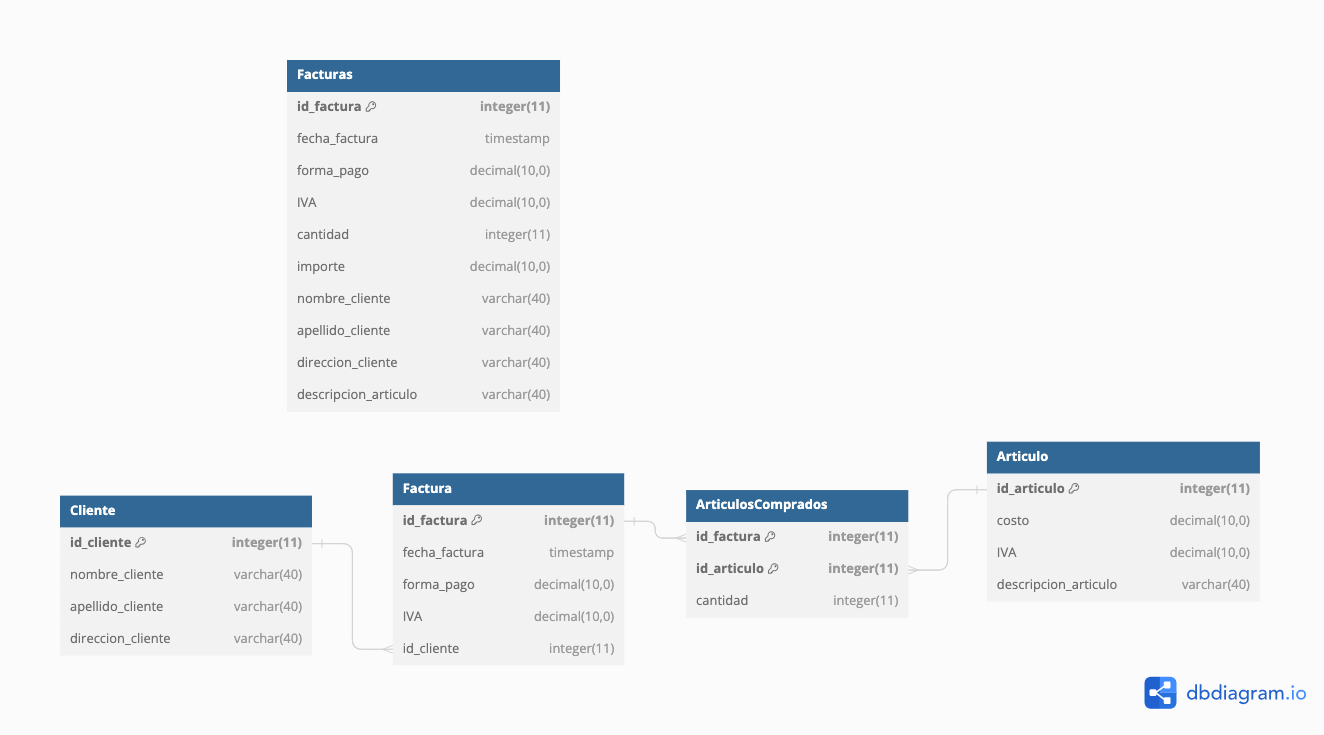 Facturas
id_factura integer(11)
fecha_factura timestamp
forma_pago decimal(10,0)
IVA decimal(10,0)
cantidad integer(11)
importe decimal(10,0)
nombre_cliente varchar(40)
apellido_cliente varchar(40)
direccion_cliente varchar(40)
descripcion_articulo varchar(40)
Cliente
id_cliente integer(11)
nombre_cliente varchar(40)
apellido_cliente varchar(40)
direccion_cliente varchar(40)
Factura
id_factura integer(11)
fecha_factura timestamp
forma_pago decimal(10,0)
IVA decimal(10,0)
id_cliente integer(11)
ArticulosComprados
id_factura integer(11)
id_articulo integer(11)
cantidad integer(11)
Articulo
id_articulo integer(11)
costo decimal(10,0)
IVA decimal(10,0)
descripcion_articulo varchar(40)
dbdiagram.io